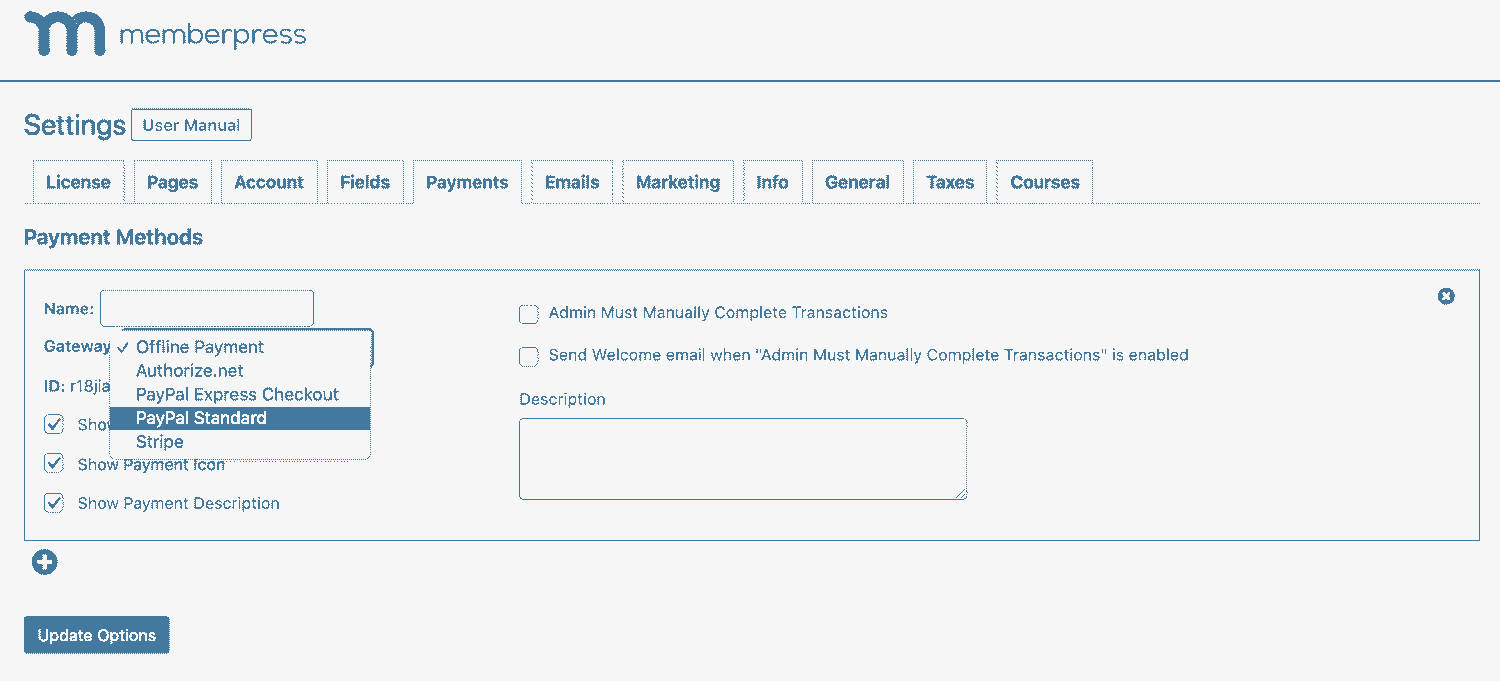 memberpress
Settings User Manual
License Pages Account Fields Payments Emails Marketing Info General Taxes Courses
Payment Methods
Name:
Admin Must Manually Complete Transactions
Gateway ✓ Offline Payment
Authorize.net
PayPal Express Checkout
PayPal Standard
Stripe
Send Welcome email when "Admin Must Manually Complete Transactions" is enabled
ID: r18jia
Description
Show Payment Icon
Show Payment Description
Update Options